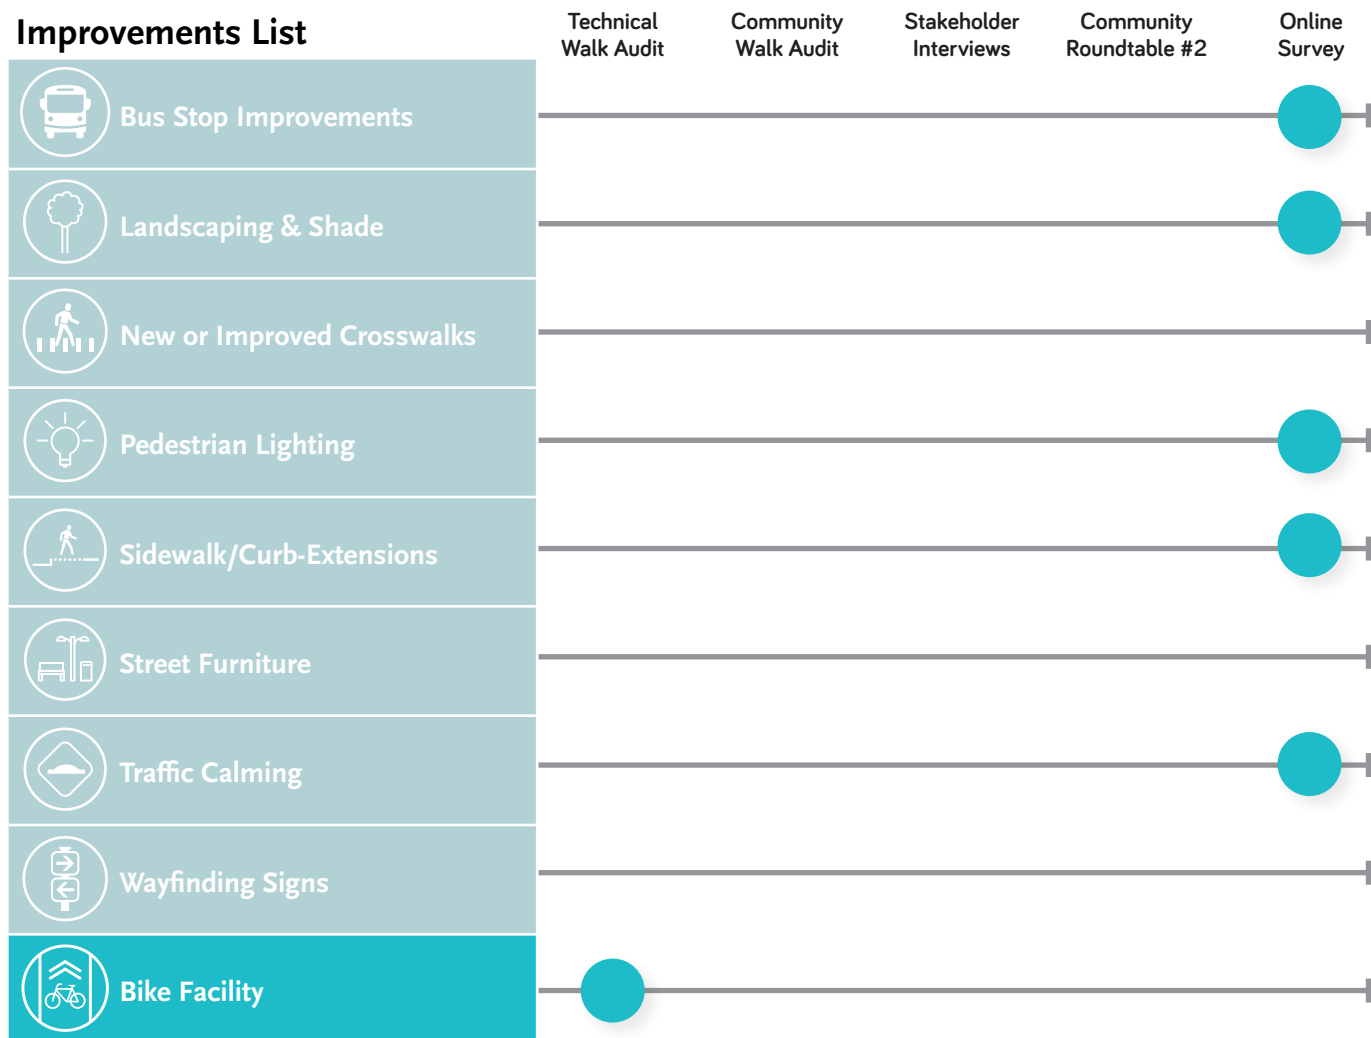 Improvements List
Technical
Walk Audit
Community
Walk Audit
Stakeholder
Interviews
Community
Roundtable #2
Online
Survey
Bus Stop Improvements
Landscaping & Shade
New or Improved Crosswalks
Pedestrian Lighting
Sidewalk/Curb-Extensions
Street Furniture
Traffic Calming
Wayfinding Signs
Bike Facility